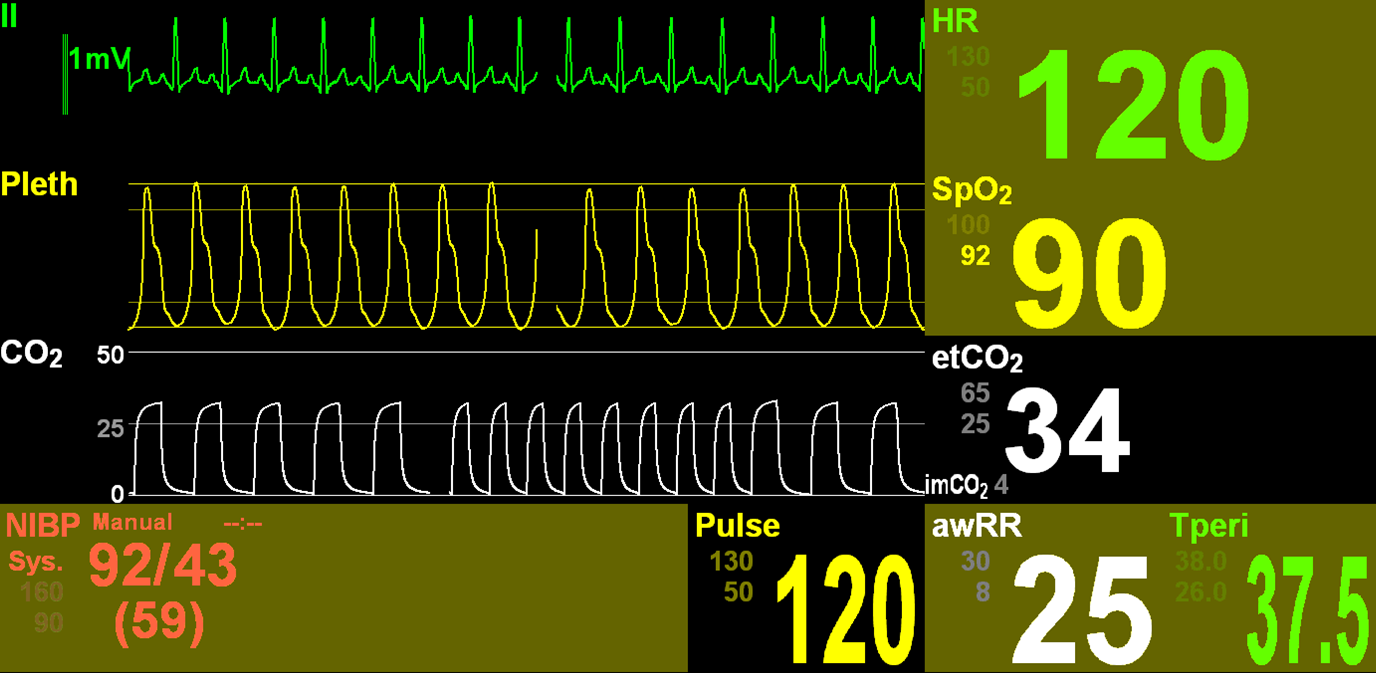 II
1mV
HR
130
50
120
Pleth
SpO₂
100
92
90
CO₂
50
25
0
etCO₂
65
25
34
imCO₂ 4
NIBP Manual --:--
Sys.
160
90
92/43
(59)
Pulse
130
50
120
awRR
30
8
25
Tperi
38.0
26.0
37.5